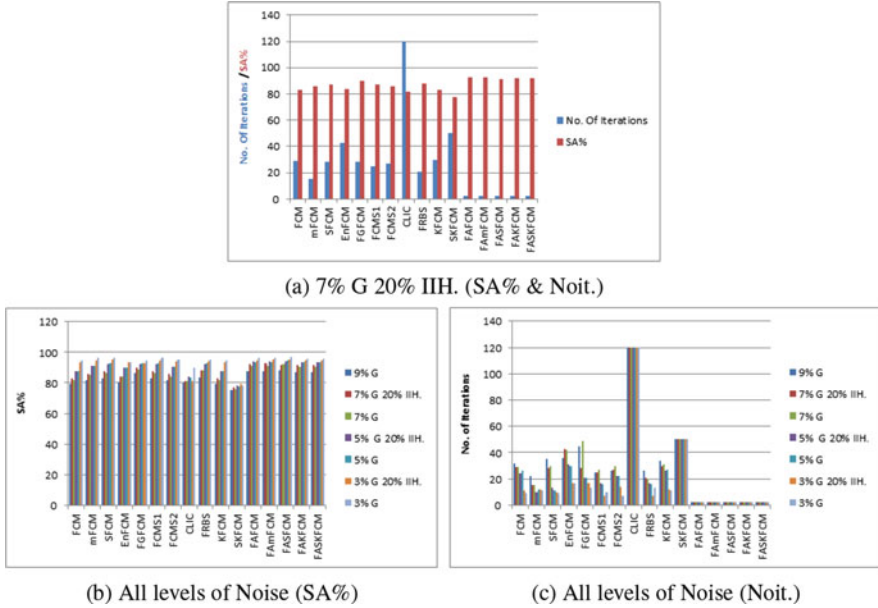 No. Of Iterations / SA%
140
120
100
80
60
40
20
0
FCM
mFCM
SFCM
EnFCM
FGFCM
FCMS1
FCMS2
CLIC
FRBS
KFCM
SKFCM
FAFCM
FAmFCM
FASFCM
FAKFCM
FASKFCM
No. Of Iterations
SA%
(a) 7% G 20% IIH. (SA% & Noit.)
SA%
120
100
80
60
40
20
0
FCM
mFCM
SFCM
EnFCM
FGFCM
FCMS1
FCMS2
CLIC
FRBS
KFCM
SKFCM
FAFCM
FAmFCM
FASFCM
FAKFCM
FASKFCM
9% G
7% G 20% IIH.
7% G
5% G 20% IIH.
5% G
3% G 20% IIH.
3% G
(b) All levels of Noise (SA%)
No. of Iterations
140
120
100
80
60
40
20
0
FCM
mFCM
SFCM
EnFCM
FGFCM
FCMS1
FCMS2
CLIC
FRBS
KFCM
SKFCM
FAFCM
FAmFCM
FASFCM
FAKFCM
FASKFCM
9% G
7% G 20% IIH.
7% G
5% G 20% IIH.
5% G
3% G 20% IIH.
3% G
(c) All levels of Noise (Noit.)